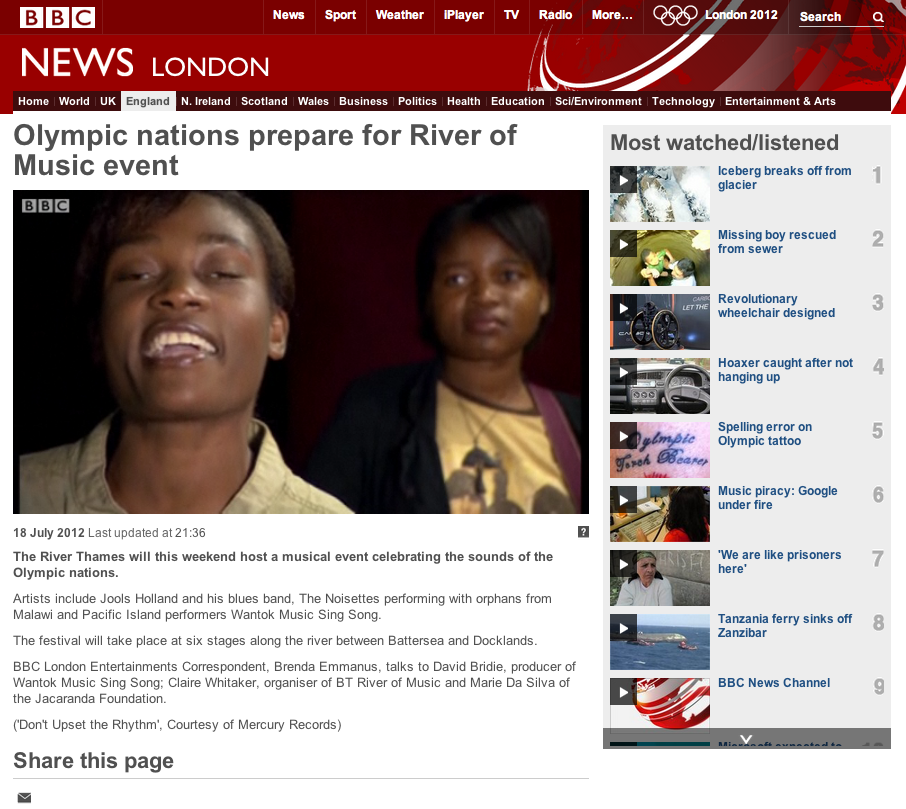 BBC
News Sport Weather iPlayer TV Radio More... London 2012 Search
NEWS LONDON
Home World UK England N. Ireland Scotland Wales Business Politics Health Education Sci/Environment Technology Entertainment & Arts
Olympic nations prepare for River of
Music event
BBC
18 July 2012 Last updated at 21:36
?
The River Thames will this weekend host a musical event celebrating the sounds of the
Olympic nations.
Artists include Jools Holland and his blues band, The Noisettes performing with orphans from
Malawi and Pacific Island performers Wantok Music Sing Song.
The festival will take place at six stages along the river between Battersea and Docklands.
BBC London Entertainments Correspondent, Brenda Emmanus, talks to David Bridie, producer of
Wantok Music Sing Song; Claire Whitaker, organiser of BT River of Music and Marie Da Silva of
the Jacaranda Foundation.
('Don't Upset the Rhythm', Courtesy of Mercury Records)
Share this page
Most watched/listened
Iceberg breaks off from
glacier
1
Missing boy rescued
from sewer
2
LET THE
Revolutionary
wheelchair designed
3
Hoaxer caught after not
hanging up
4
Oylmpic
Torch Bearer
Spelling error on
Olympic tattoo
5
Music piracy: Google
under fire
6
'We are like prisoners
here'
7
Tanzania ferry sinks off
Zanzibar
8
BBC News Channel
9
Microsoft expected to
10